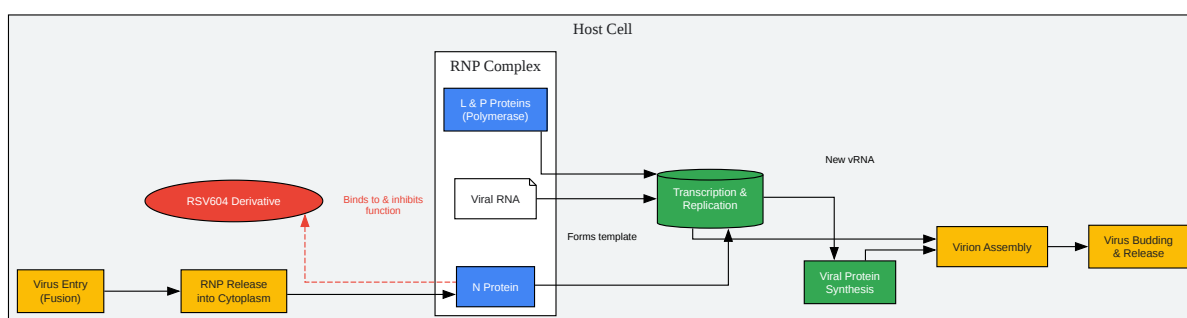 Host Cell
RNP Complex
L & P Proteins
(Polymerase)
New vRNA
RSV604 Derivative
Binds to & inhibits
function
Viral RNA
Transcription &
Replication
Forms template
Virion Assembly
Virus Budding
& Release
Virus Entry
(Fusion)
RNP Release
into Cytoplasm
N Protein
Viral Protein
Synthesis